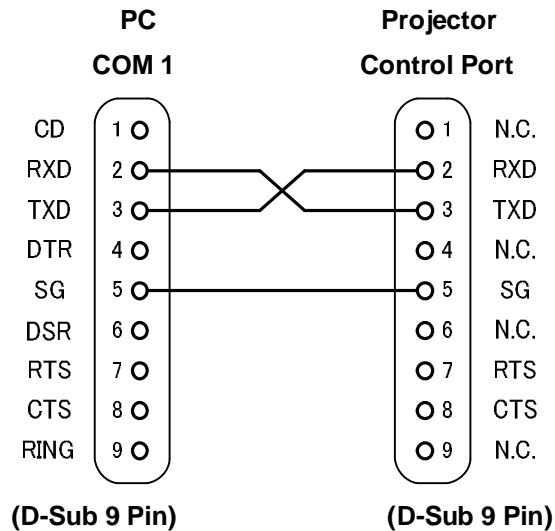 PC Projector
COM 1 Control Port
CD 1 1 N.C.
RXD 2 2 RXD
TXD 3 3 TXD
DTR 4 4 N.C.
SG 5 5 SG
DSR 6 6 N.C.
RTS 7 7 RTS
CTS 8 8 CTS
RING 9 9 N.C.
(D-Sub 9 Pin) (D-Sub 9 Pin)